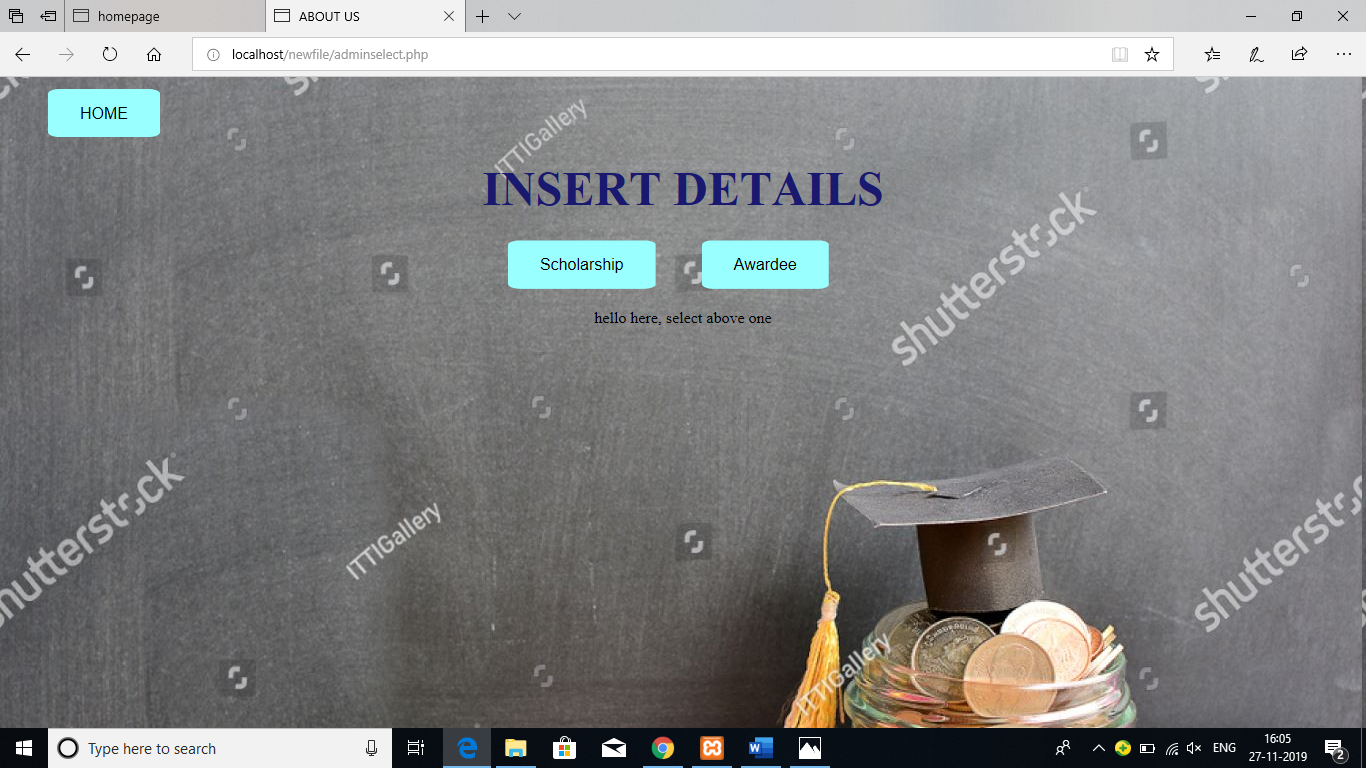 homepage
ABOUT US
localhost/newfile/adminselect.php
HOME
ITTIGallery
INSERT DETAILS
shutterstock
Scholarship
Awardee
hello here, select above one
shutterstock
ITTIGallery
shutterstock
ITTIGallery
Type here to search
ENG
16:05
27-11-2019
2